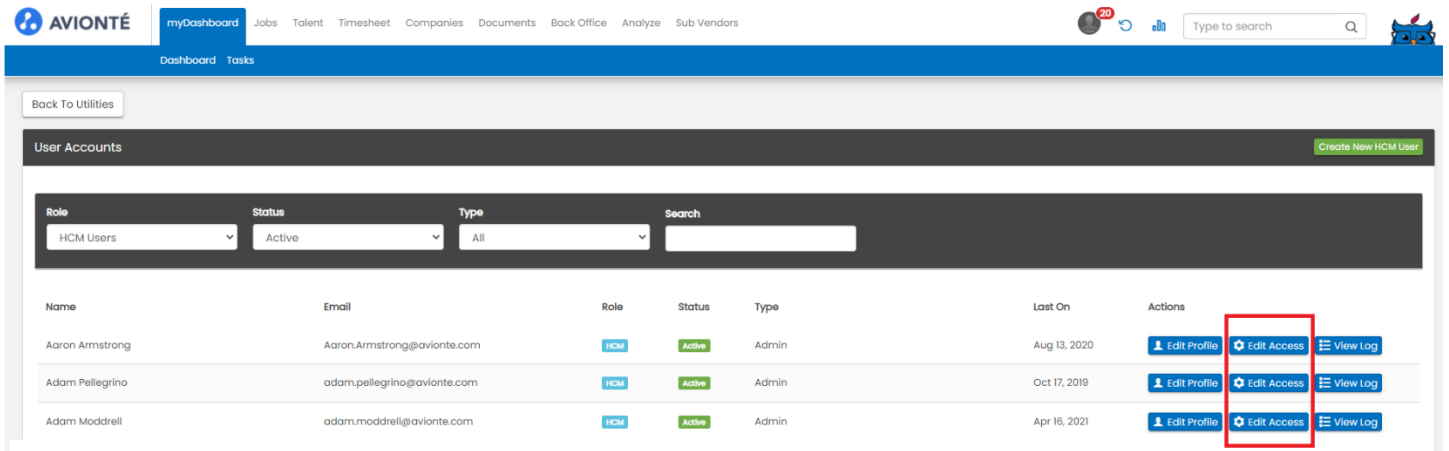 AVIONTÉ
myDashboard Jobs Talent Timesheet Companies Documents Back Office Analyze Sub Vendors 20 Type to search
Dashboard Tasks
Back To Utilities
User Accounts Create New HCM User
Role Status Type Search
HCM Users Active All
Name Email Role Status Type Last On Actions
Aaron Armstrong Aaron.Armstrong@avionte.com HCM Active Admin Aug 13, 2020 Edit Profile Edit Access View Log
Adam Pellegrino adam.pellegrino@avionte.com HCM Active Admin Oct 17, 2019 Edit Profile Edit Access View Log
Adam Moddrell adam.moddrell@avionte.com HCM Active Admin Apr 16, 2021 Edit Profile Edit Access View Log